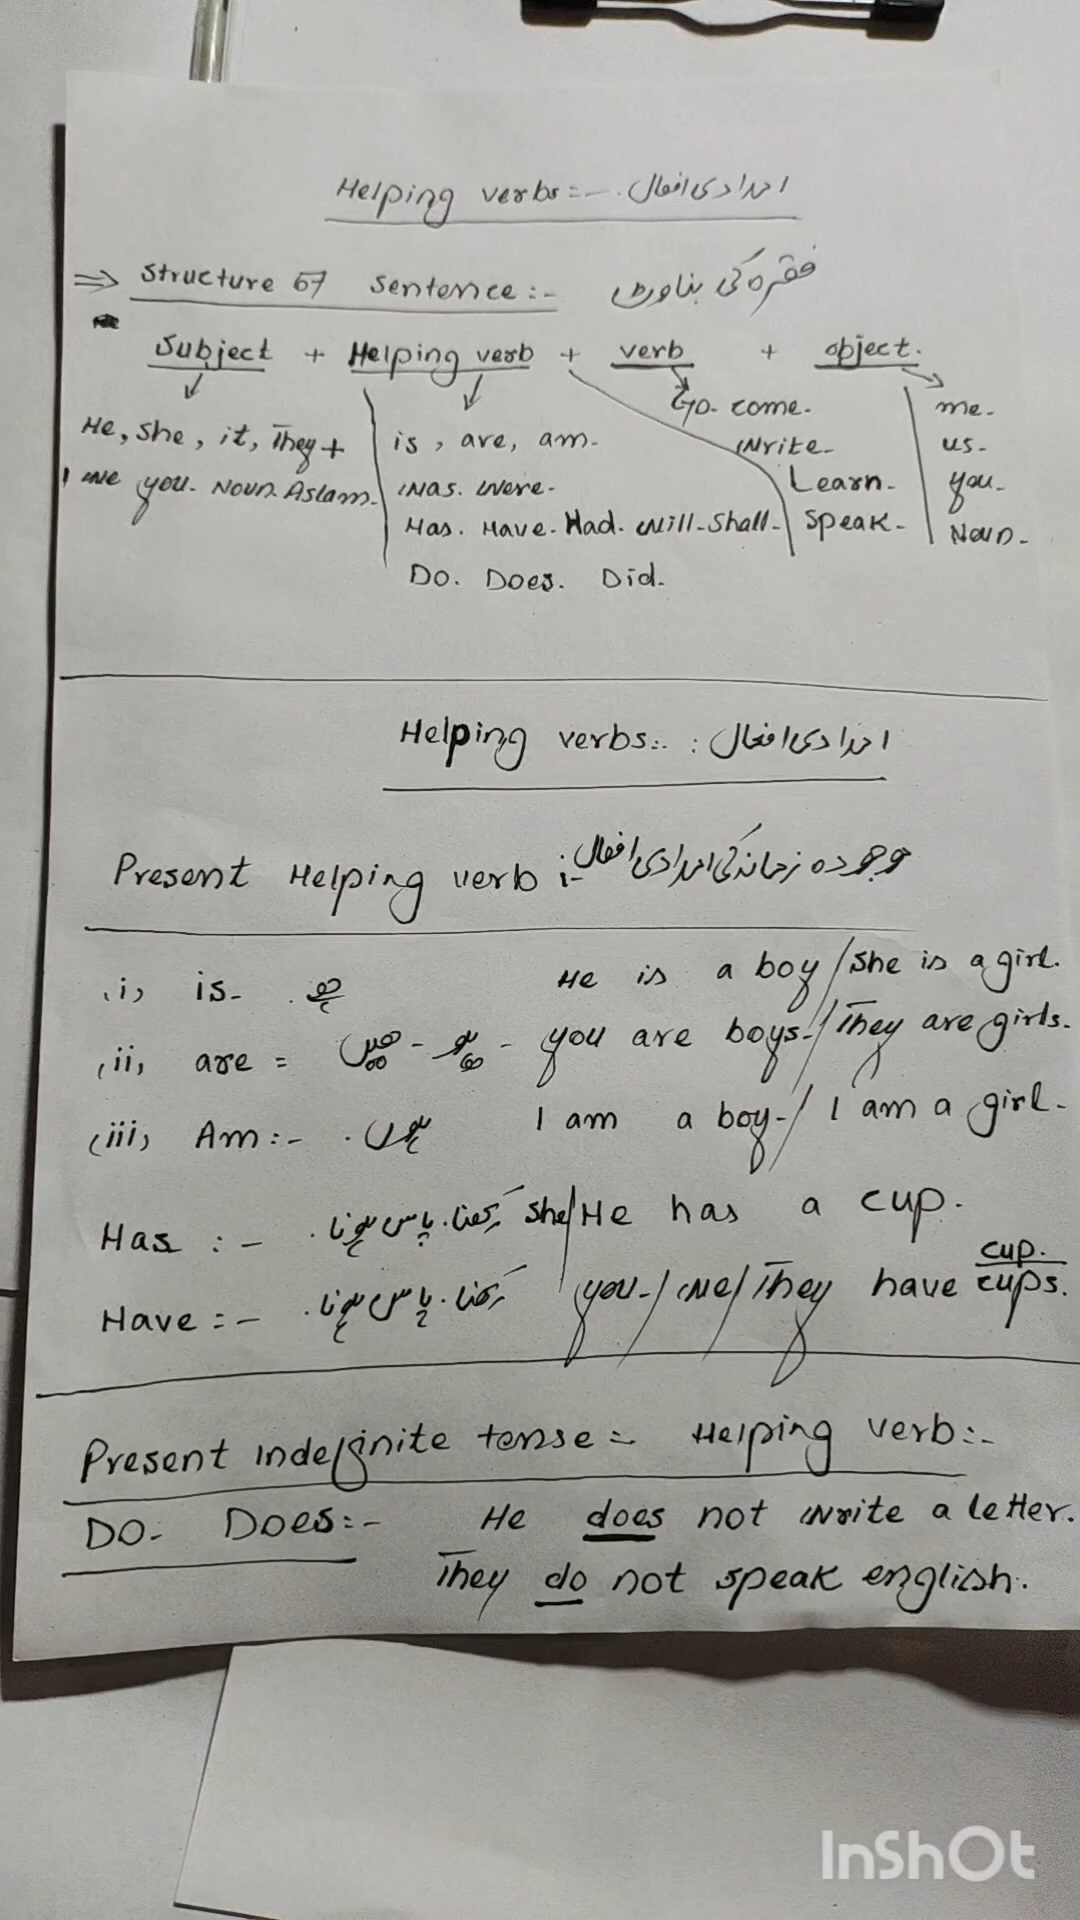 Helping verbs:- امدادی افعال
⇒ Structure of Sentence:- فقرہ کی بناوٹ
Subject + Helping verb + verb + object.
Go. come. me.
He, she, it, They + is, are, am. write. us.
I we you. Noun. Aslam. was. were. Learn. you.
Has. Have. Had. will. Shall. Speak. Noun.
Do. Does. Did.
Helping verbs:: امدادی افعال
Present Helping verb:- موجودہ زمانہ کی امدادی افعال
(i) is- ہے He is a boy/She is a girl.
(ii) are = ہیں - ہو - you are boys./They are girls.
(iii) Am:- ہوں. I am a boy-/I am a girl.
Has :- رکھنا. پاس ہونا. She/He has a cup.
Have :- رکھنا. پاس ہونا. you-/we/They have cup. cups.
Present indefinite tense = Helping verb:-
DO- Does:- He does not write a letter.
They do not speak english.
InShOt